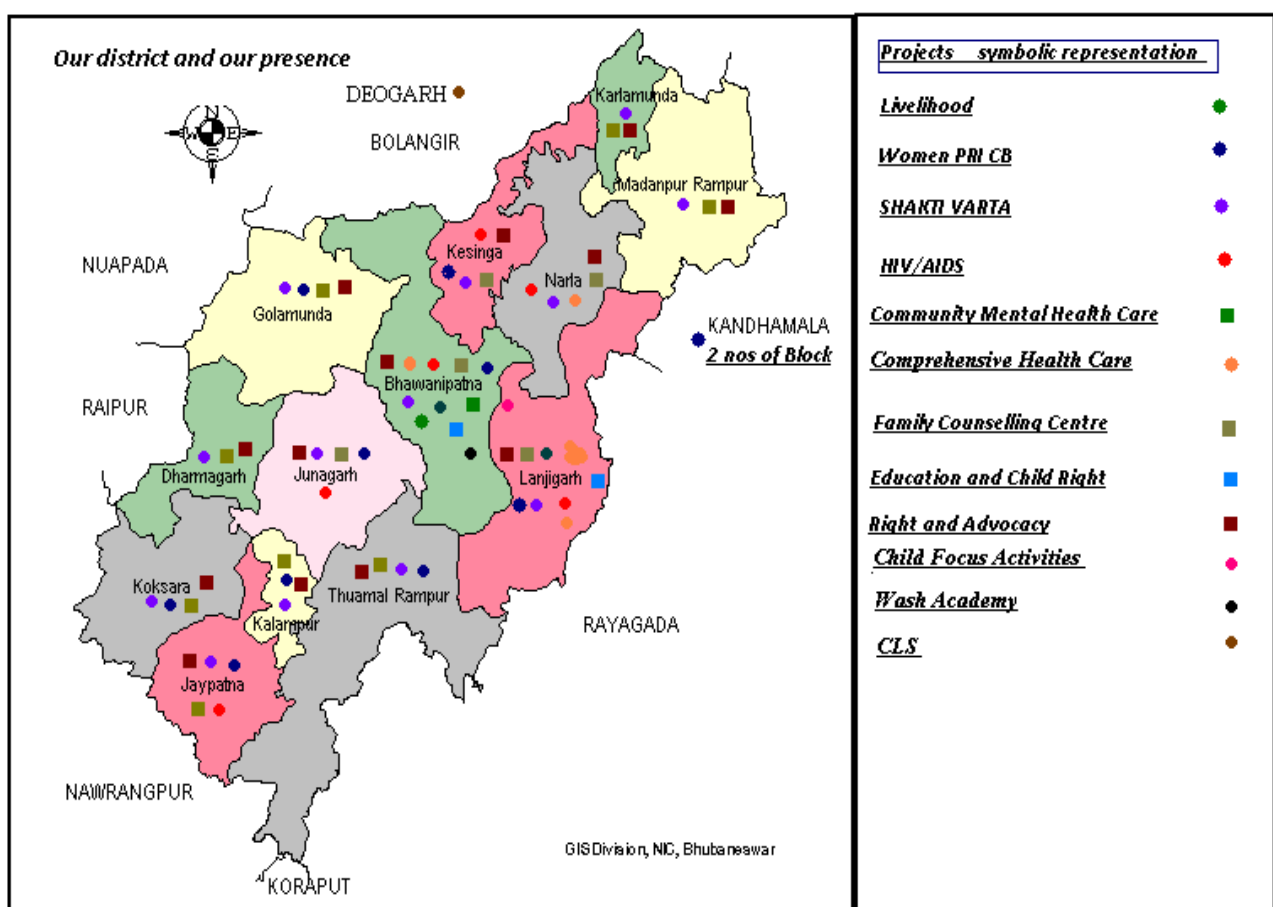 Our district and our presence
DEOGARH
BOLANGIR
N
W E
S
Karlamunda
Madanpur Rampur
Kesinga
Narla
NUAPADA
Golamunda
KANDHAMALA
2 nos of Block
Bhawanipatna
RAIPUR
Dharmagarh
Junagarh
Lanjigarh
Koksara
Thuamal Rampur
Kalampur
RAYAGADA
Jaypatna
NAWRANGPUR
GISDivision, NIC, Bhubaneswar
KORAPUT
Projects symbolic representation
Livelihood
Women PRI CB
SHAKTI VARTA
HIV/AIDS
Community Mental Health Care
Comprehensive Health Care
Family Counselling Centre
Education and Child Right
Right and Advocacy
Child Focus Activities
Wash Academy
CLS